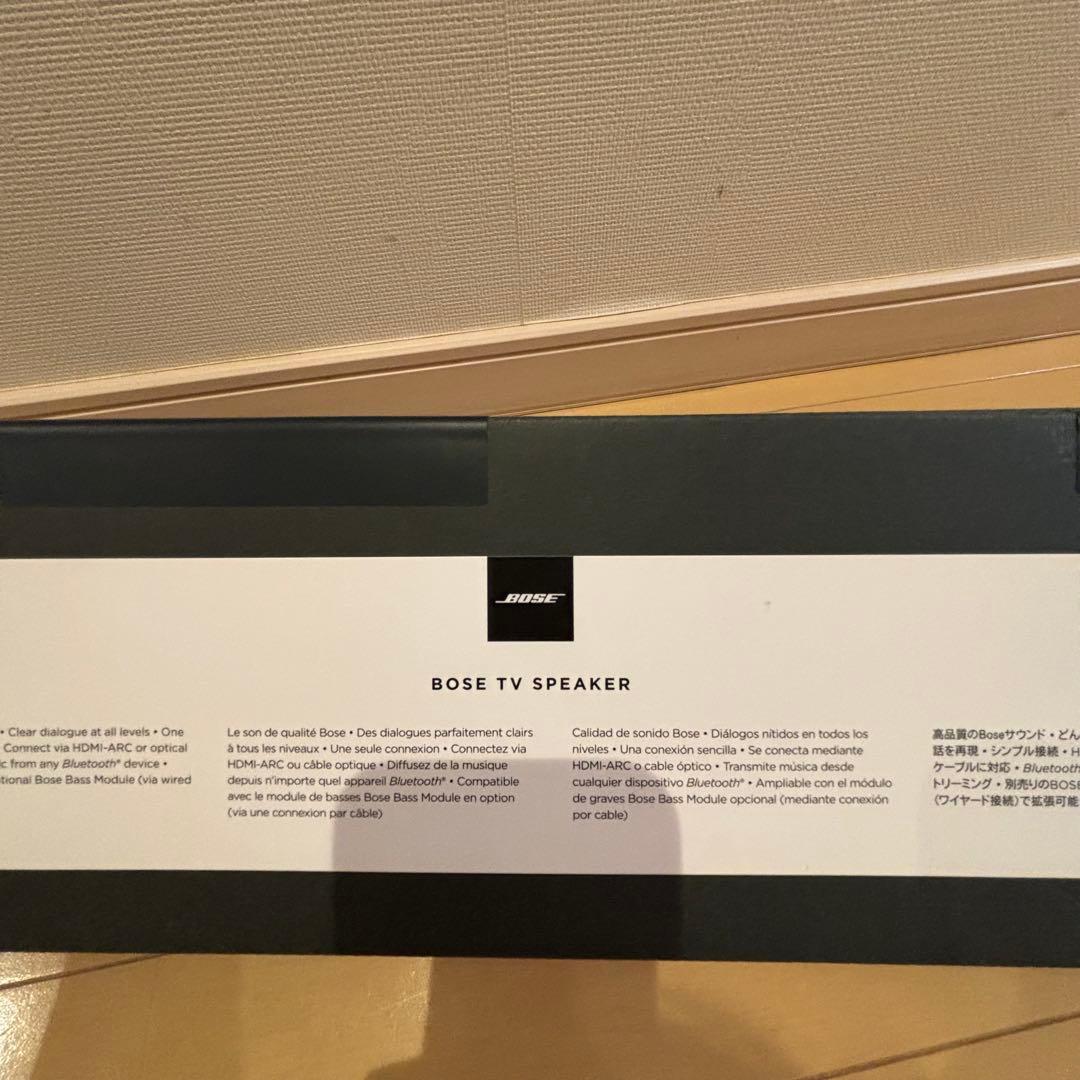 BOSE
BOSE TV SPEAKER
• Clear dialogue at all levels • One
Connect via HDMI-ARC or optical
from any Bluetooth® device •
Bose Bass Module (via wired
Le son de qualité Bose • Des dialogues parfaitement clairs
à tous les niveaux • Une seule connexion • Connectez via
HDMI-ARC ou câble optique • Diffusez de la musique
depuis n'importe quel appareil Bluetooth® • Compatible
avec le module de basses Bose Bass Module en option
(via une connexion par câble)
Calidad de sonido Bose • Diálogos nítidos en todos los
niveles • Una conexión sencilla • Se conecta mediante
HDMI-ARC o cable óptico • Transmite música desde
cualquier dispositivo Bluetooth® • Ampliable con el módulo
de graves Bose Bass Module opcional (mediante conexión
por cable)
高品質のBoseサウンド • どん
話を再現 • シンプル接続 • H
ケーブルに対応 • Bluetooth
トリーミング • 別売りのBOSE
（ワイヤード接続）で拡張可能